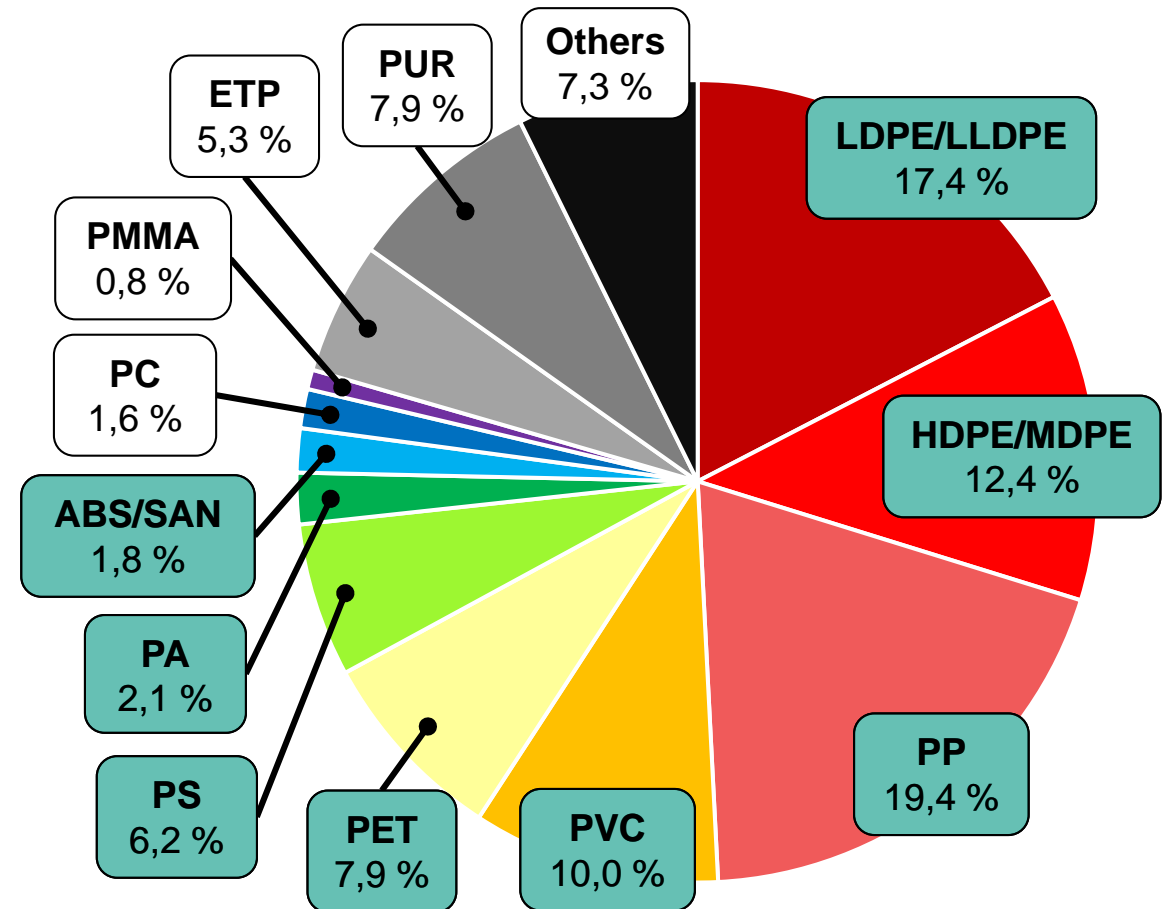 LDPE/LLDPE
17,4 %
HDPE/MDPE
12,4 %
PP
19,4 %
PVC
10,0 %
PET
7,9 %
PS
6,2 %
PA
2,1 %
ABS/SAN
1,8 %
PC
1,6 %
PMMA
0,8 %
ETP
5,3 %
PUR
7,9 %
Others
7,3 %